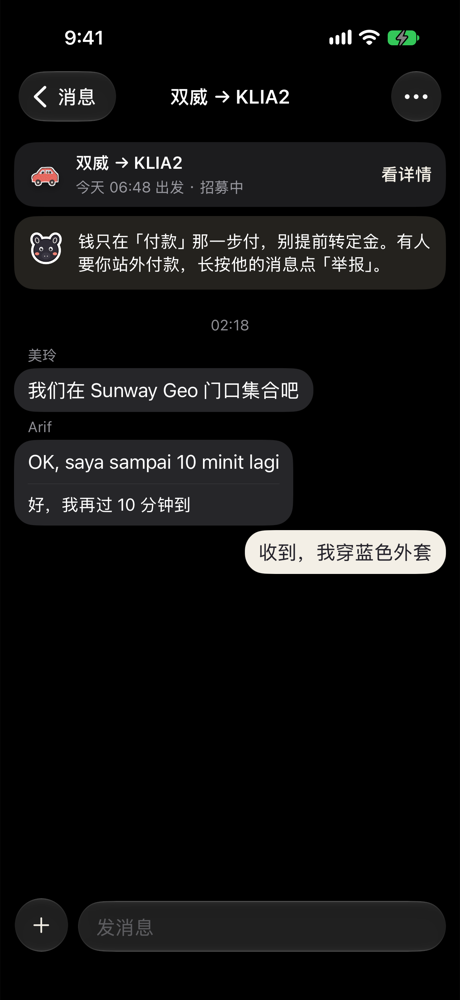 9:41
消息
双威 → KLIA2
双威 → KLIA2
今天 06:48 出发 · 招募中
看详情
钱只在「付款」那一步付，别提前转定金。有人
要你站外付款，长按他的消息点「举报」。
02:18
美玲
我们在 Sunway Geo 门口集合吧
Arif
OK, saya sampai 10 minit lagi
好，我再过 10 分钟到
收到，我穿蓝色外套
发消息